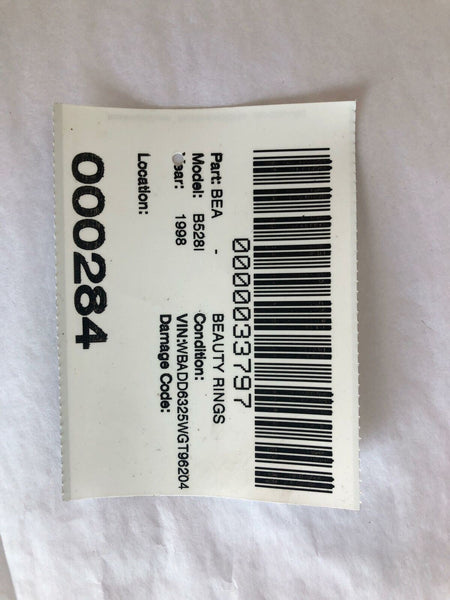 0000033797
Part: BEA - BEAUTY RINGS
Model: B528I Condition:
Year: 1998 VIN:WBADD6325WGT96204
Damage Code:
Location:
000284